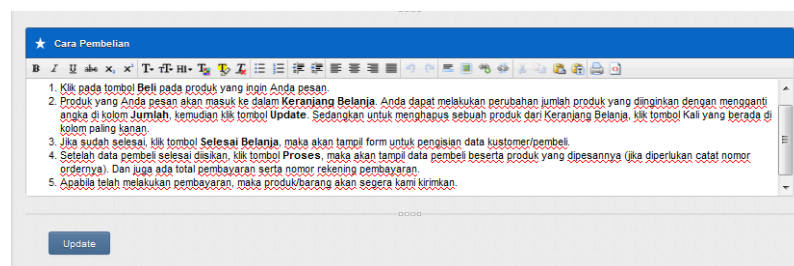 Cara Pembelian
B I U abc x, x² T▾ тT▾ H1▾
1. Klik pada tombol Beli pada produk yang ingin Anda pesan.
2. Produk yang Anda pesan akan masuk ke dalam Keranjang Belanja. Anda dapat melakukan perubahan jumlah produk yang diinginkan dengan mengganti
angka di kolom Jumlah, kemudian klik tombol Update. Sedangkan untuk menghapus sebuah produk dari Keranjang Belanja, klik tombol Kali yang berada di
kolom paling kanan.
3. Jika sudah selesai, klik tombol Selesai Belanja, maka akan tampil form untuk pengisian data kustomer/pembeli.
4. Setelah data pembeli selesai diisikan, klik tombol Proses, maka akan tampil data pembeli beserta produk yang dipesannya (jika diperlukan catat nomor
ordernya). Dan juga ada total pembayaran serta nomor rekening pembayaran.
5. Apabila telah melakukan pembayaran, maka produk/barang akan segera kami kirimkan.
Update